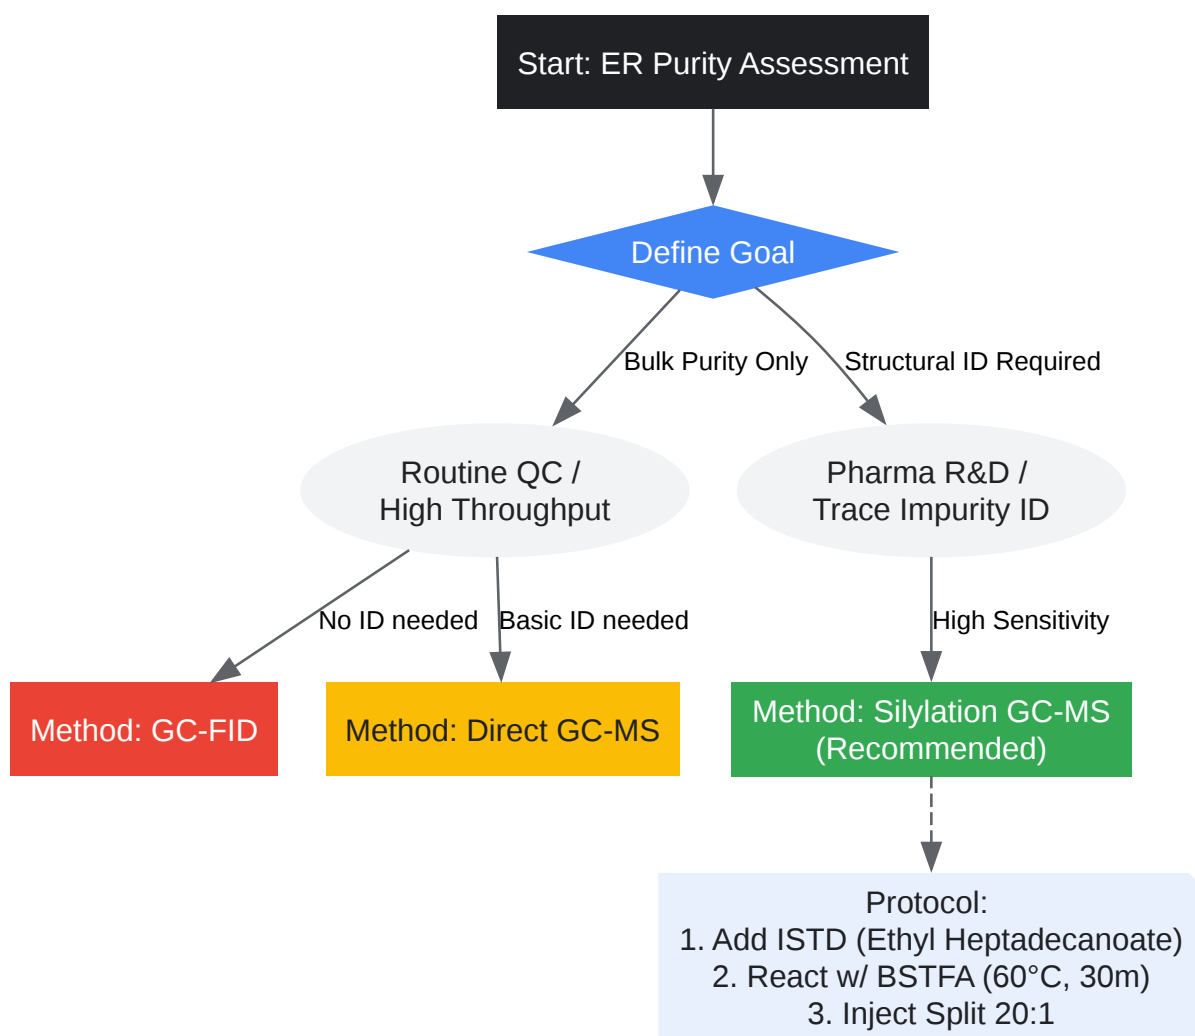 Start: ER Purity Assessment
Define Goal
Bulk Purity Only
Structural ID Required
Routine QC /
High Throughput
Pharma R&D /
Trace Impurity ID
No ID needed
Basic ID needed
High Sensitivity
Method: GC-FID
Method: Direct GC-MS
Method: Silylation GC-MS
(Recommended)
Protocol:
1. Add ISTD (Ethyl Heptadecanoate)
2. React w/ BSTFA (60°C, 30m)
3. Inject Split 20:1